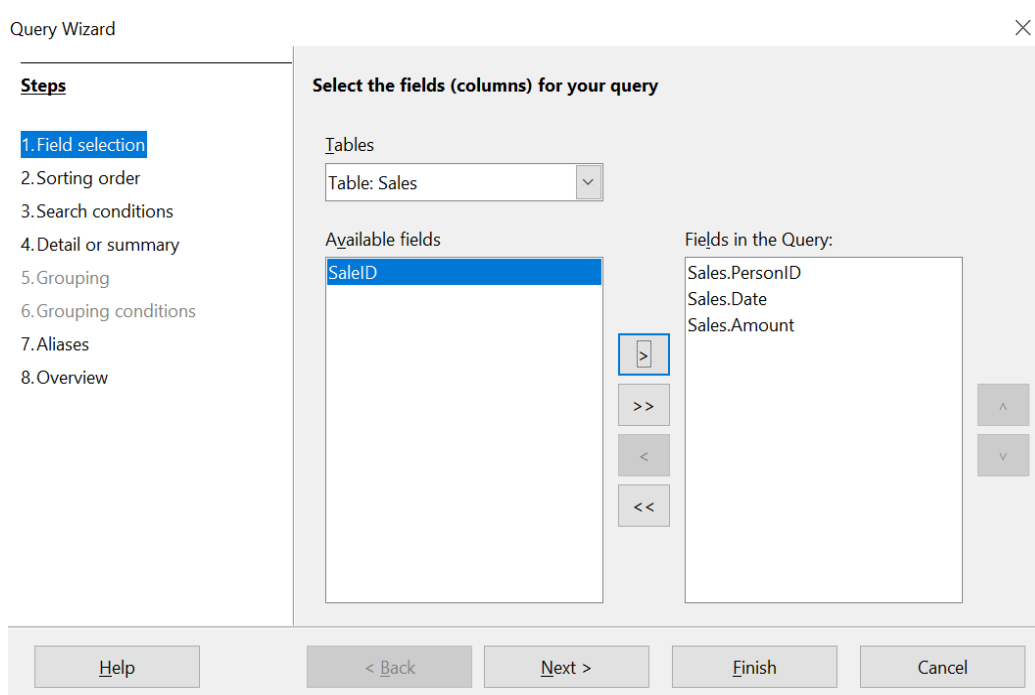 Query Wizard
Steps
1.Field selection
2.Sorting order
3.Search conditions
4.Detail or summary
5.Grouping
6.Grouping conditions
7.Aliases
8.Overview
Select the fields (columns) for your query
Tables
Table: Sales
Available fields
SaleID
>
>>
<
<<
Fields in the Query:
Sales.PersonID
Sales.Date
Sales.Amount
Help
< Back
Next >
Finish
Cancel